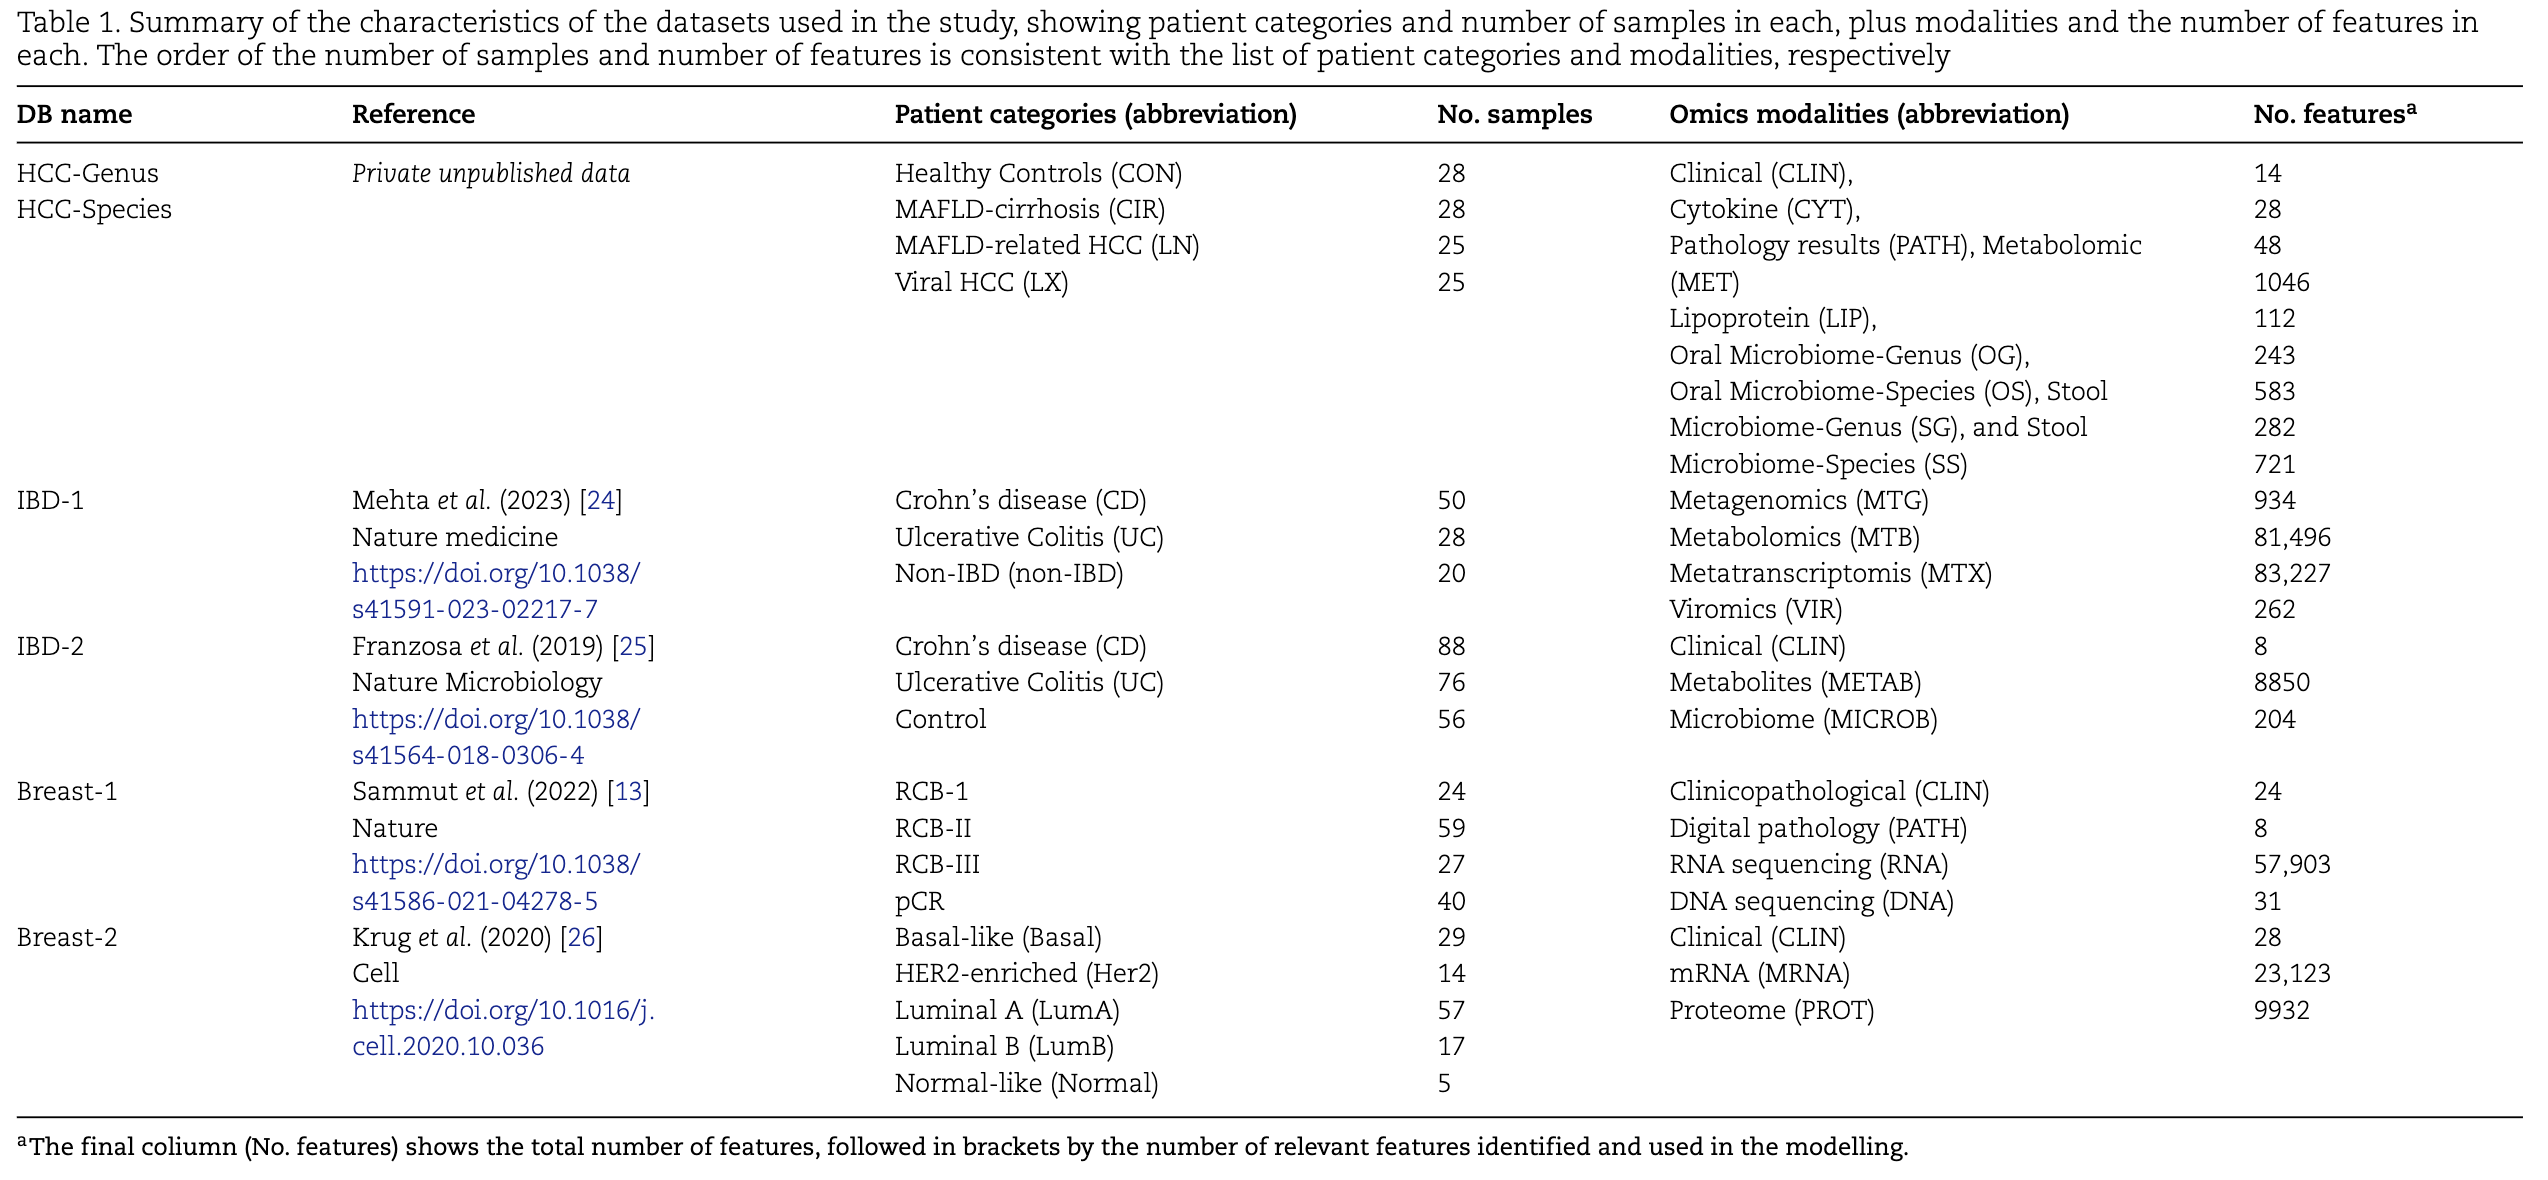 Table 1. Summary of the characteristics of the datasets used in the study, showing patient categories and number of samples in each, plus modalities and the number of features in
each. The order of the number of samples and number of features is consistent with the list of patient categories and modalities, respectively
DB name Reference Patient categories (abbreviation) No. samples Omics modalities (abbreviation) No. featuresᵃ
HCC-Genus Private unpublished data Healthy Controls (CON) 28 Clinical (CLIN), 14
HCC-Species MAFLD-cirrhosis (CIR) 28 Cytokine (CYT), 28
MAFLD-related HCC (LN) 25 Pathology results (PATH), Metabolomic 48
Viral HCC (LX) 25 (MET) 1046
Lipoprotein (LIP), 112
Oral Microbiome-Genus (OG), 243
Oral Microbiome-Species (OS), Stool 583
Microbiome-Genus (SG), and Stool 282
Microbiome-Species (SS) 721
IBD-1 Mehta et al. (2023) [24] Crohn's disease (CD) 50 Metagenomics (MTG) 934
Nature medicine Ulcerative Colitis (UC) 28 Metabolomics (MTB) 81,496
https://doi.org/10.1038/ Non-IBD (non-IBD) 20 Metatranscriptomis (MTX) 83,227
s41591-023-02217-7 Viromics (VIR) 262
IBD-2 Franzosa et al. (2019) [25] Crohn's disease (CD) 88 Clinical (CLIN) 8
Nature Microbiology Ulcerative Colitis (UC) 76 Metabolites (METAB) 8850
https://doi.org/10.1038/ Control 56 Microbiome (MICROB) 204
s41564-018-0306-4
Breast-1 Sammut et al. (2022) [13] RCB-1 24 Clinicopathological (CLIN) 24
Nature RCB-II 59 Digital pathology (PATH) 8
https://doi.org/10.1038/ RCB-III 27 RNA sequencing (RNA) 57,903
s41586-021-04278-5 pCR 40 DNA sequencing (DNA) 31
Breast-2 Krug et al. (2020) [26] Basal-like (Basal) 29 Clinical (CLIN) 28
Cell HER2-enriched (Her2) 14 mRNA (MRNA) 23,123
https://doi.org/10.1016/j. Luminal A (LumA) 57 Proteome (PROT) 9932
cell.2020.10.036 Luminal B (LumB) 17
Normal-like (Normal) 5
ᵃThe final coliumn (No. features) shows the total number of features, followed in brackets by the number of relevant features identified and used in the modelling.